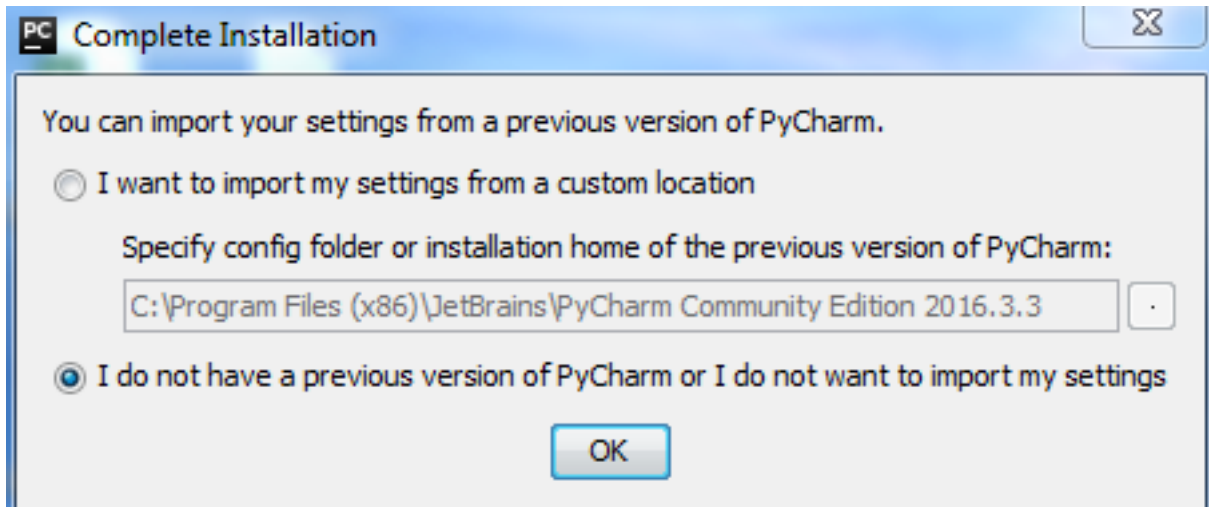 PC Complete Installation
You can import your settings from a previous version of PyCharm.
I want to import my settings from a custom location
Specify config folder or installation home of the previous version of PyCharm:
C:\Program Files (x86)\JetBrains\PyCharm Community Edition 2016.3.3
I do not have a previous version of PyCharm or I do not want to import my settings
OK